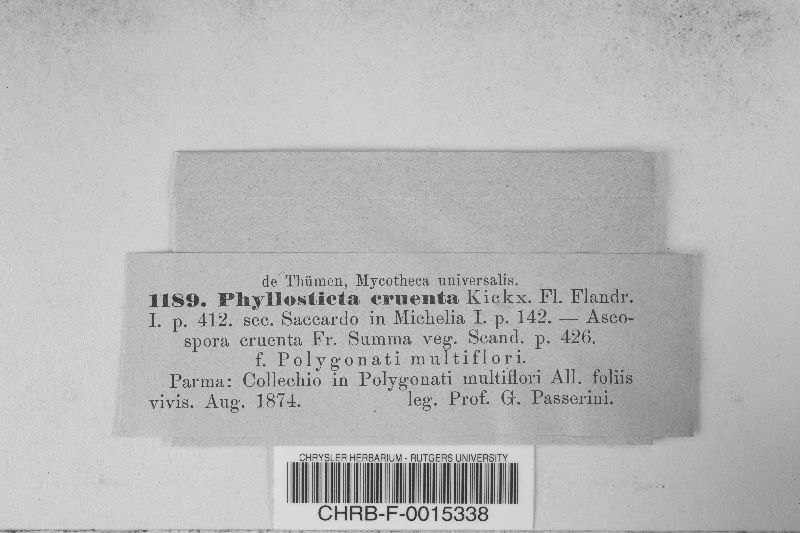 de Thümen, Mycotheca universalis.
1189. Phyllosticta cruenta Kickx. Fl. Flandr.
I. p. 412. sec. Saccardo in Michelia I. p. 142. — Asco-
spora cruenta Fr. Summa veg. Scand. p. 426.
f. Polygonati multiflori.
Parma: Collechio in Polygonati multiflori All. foliis
vivis. Aug. 1874. leg. Prof. G. Passerini.
CHRYSLER HERBARIUM - RUTGERS UNIVERSITY
CHRB-F-0015338